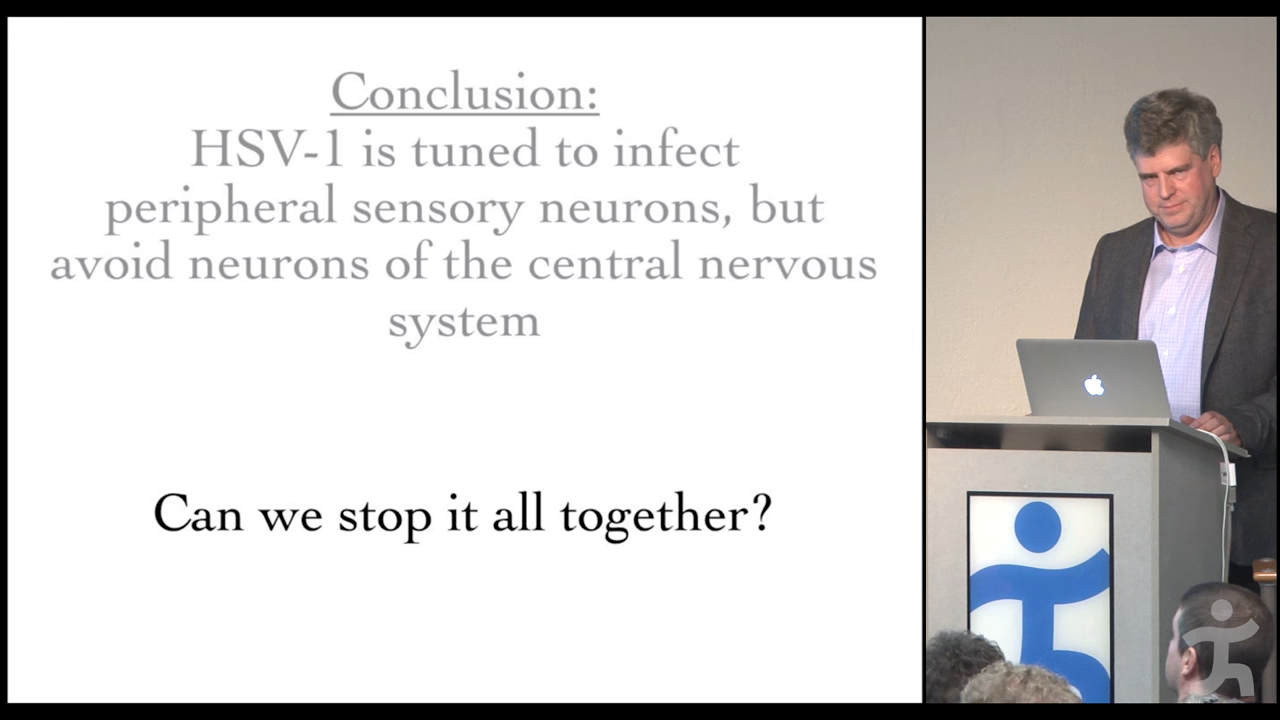 Conclusion:
HSV-1 is tuned to infect
peripheral sensory neurons, but
avoid neurons of the central nervous
system
Can we stop it all together?